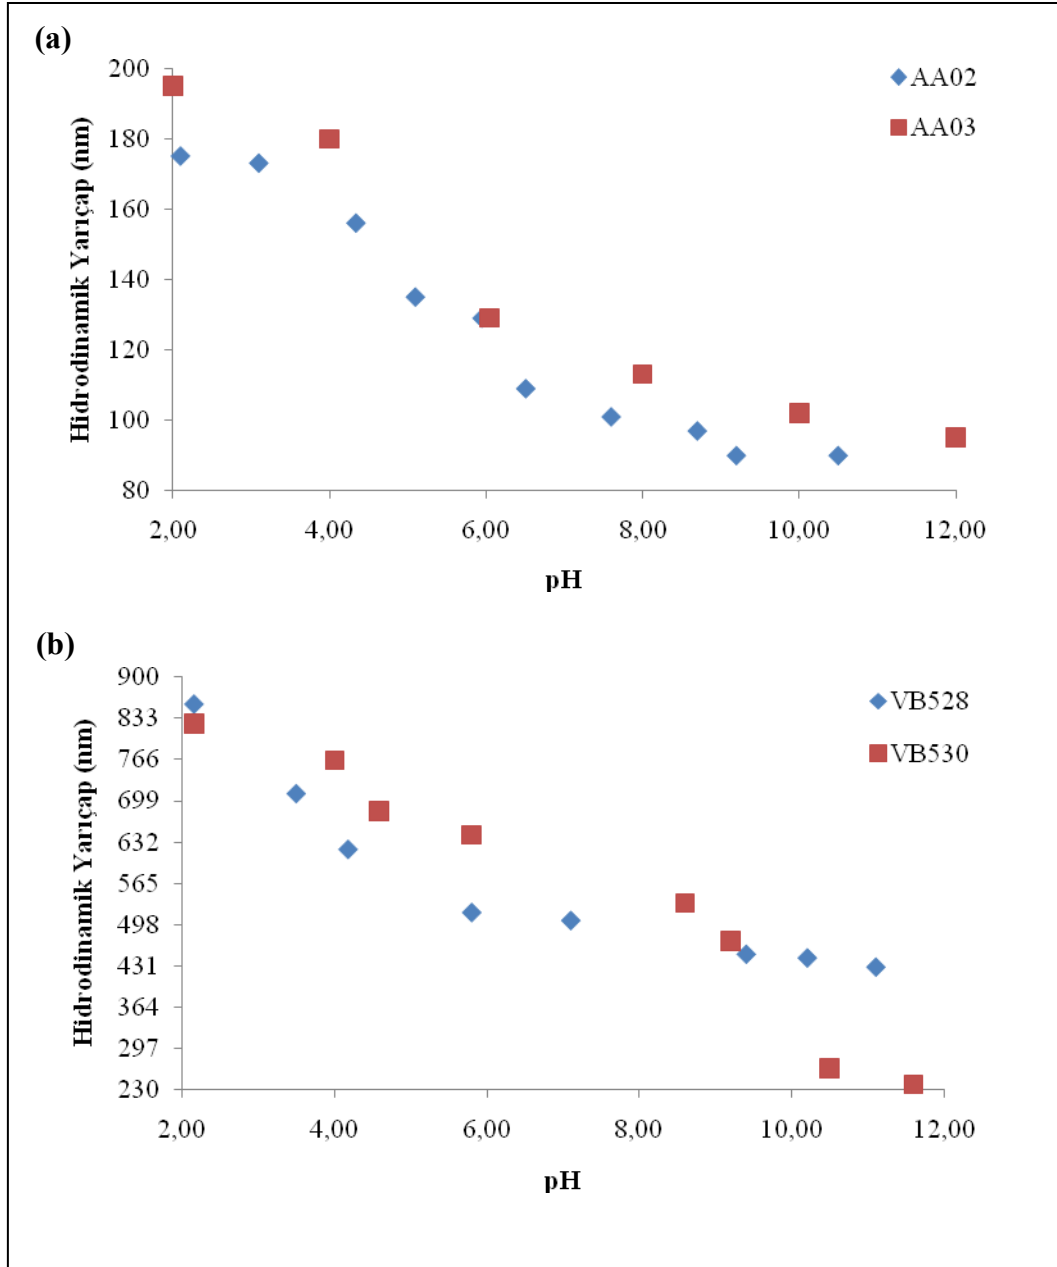 (a)
200
180
160
140
120
100
80
Hidrodinamik Yarıçap (nm)
AA02
AA03
2,00 4,00 6,00 8,00 10,00 12,00
pH
(b)
900
833
766
699
632
565
498
431
364
297
230
Hidrodinamik Yarıçap (nm)
VB528
VB530
2,00 4,00 6,00 8,00 10,00 12,00
pH